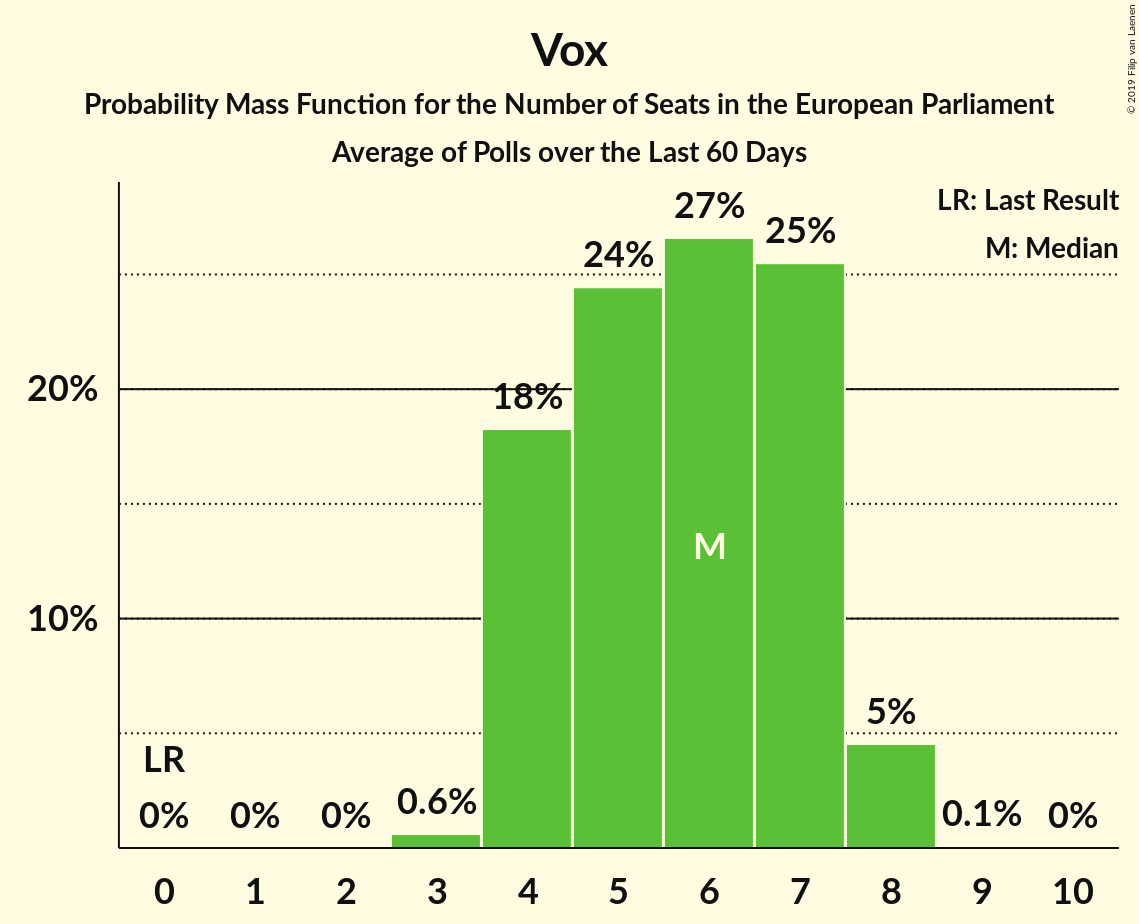 Vox
Probability Mass Function for the Number of Seats in the European Parliament
Average of Polls over the Last 60 Days
© 2019 Filip van Laenen
LR: Last Result
M: Median
27%
25%
24%
20%
18%
M
10%
5%
LR
0% 0% 0% 0.6% 0.1% 0%
0 1 2 3 4 5 6 7 8 9 10